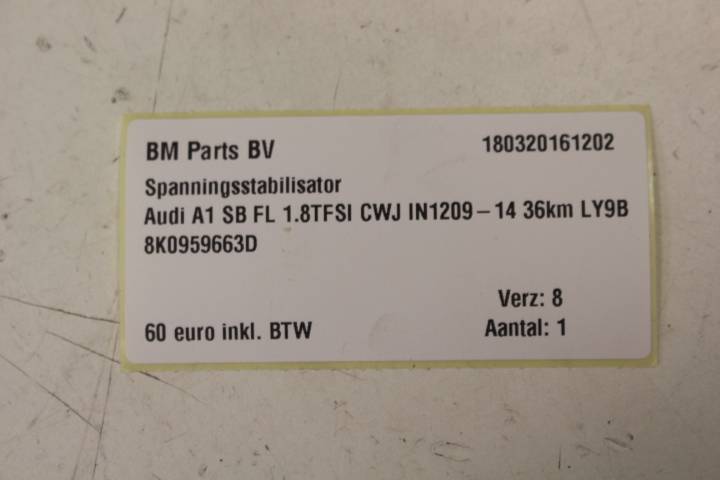 BM Parts BV 180320161202
Spanningsstabilisator
Audi A1 SB FL 1.8TFSI CWJ IN1209-14 36km LY9B
8K0959663D
Verz: 8
60 euro inkl. BTW Aantal: 1